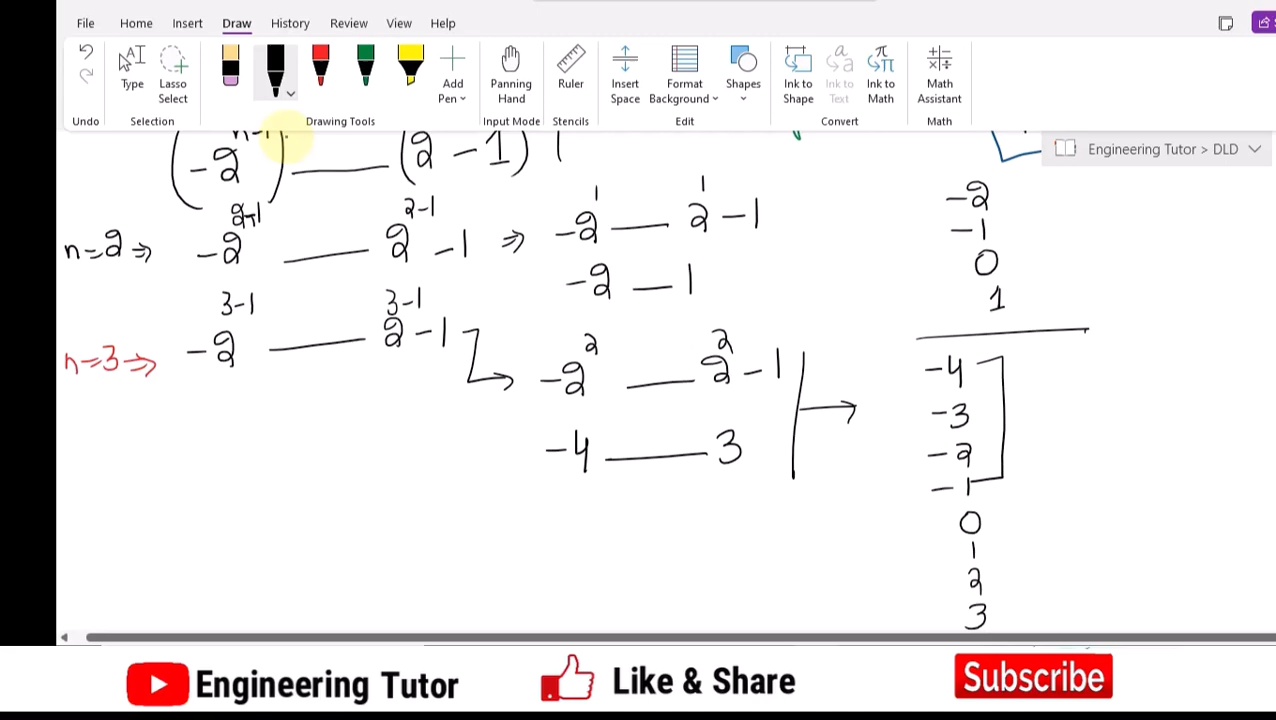 File Home Insert Draw History Review View Help
Type Lasso Select Add Pen Panning Hand Ruler Insert Space Format Background Shapes Ink to Shape Ink to Text Ink to Math Math Assistant
Undo Selection Drawing Tools Input Mode Stencils Edit Convert Math
Engineering Tutor > DLD
(-2^{n-1}) — (2 - 1)
n=2 ⇒ -2^{2-1} — 2^{2-1} - 1 ⇒ -2^1 — 2^1 - 1
-2 — 1
n=3 ⇒ -2^{3-1} — 2^{3-1} - 1
-2^2 — 2^2 - 1
-4 — 3
-2
-1
0
1
-4
-3
-2
-1
0
1
2
3
Engineering Tutor Like & Share Subscribe